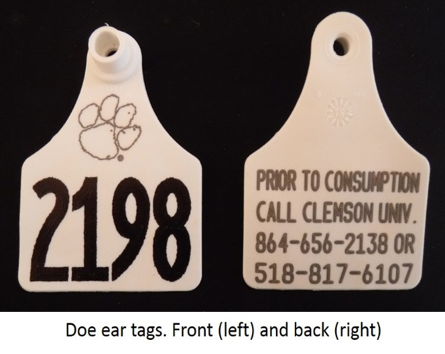 2198
PRIOR TO CONSUMPTION
CALL CLEMSON UNIV.
864-656-2138 OR
518-817-6107
Doe ear tags. Front (left) and back (right)